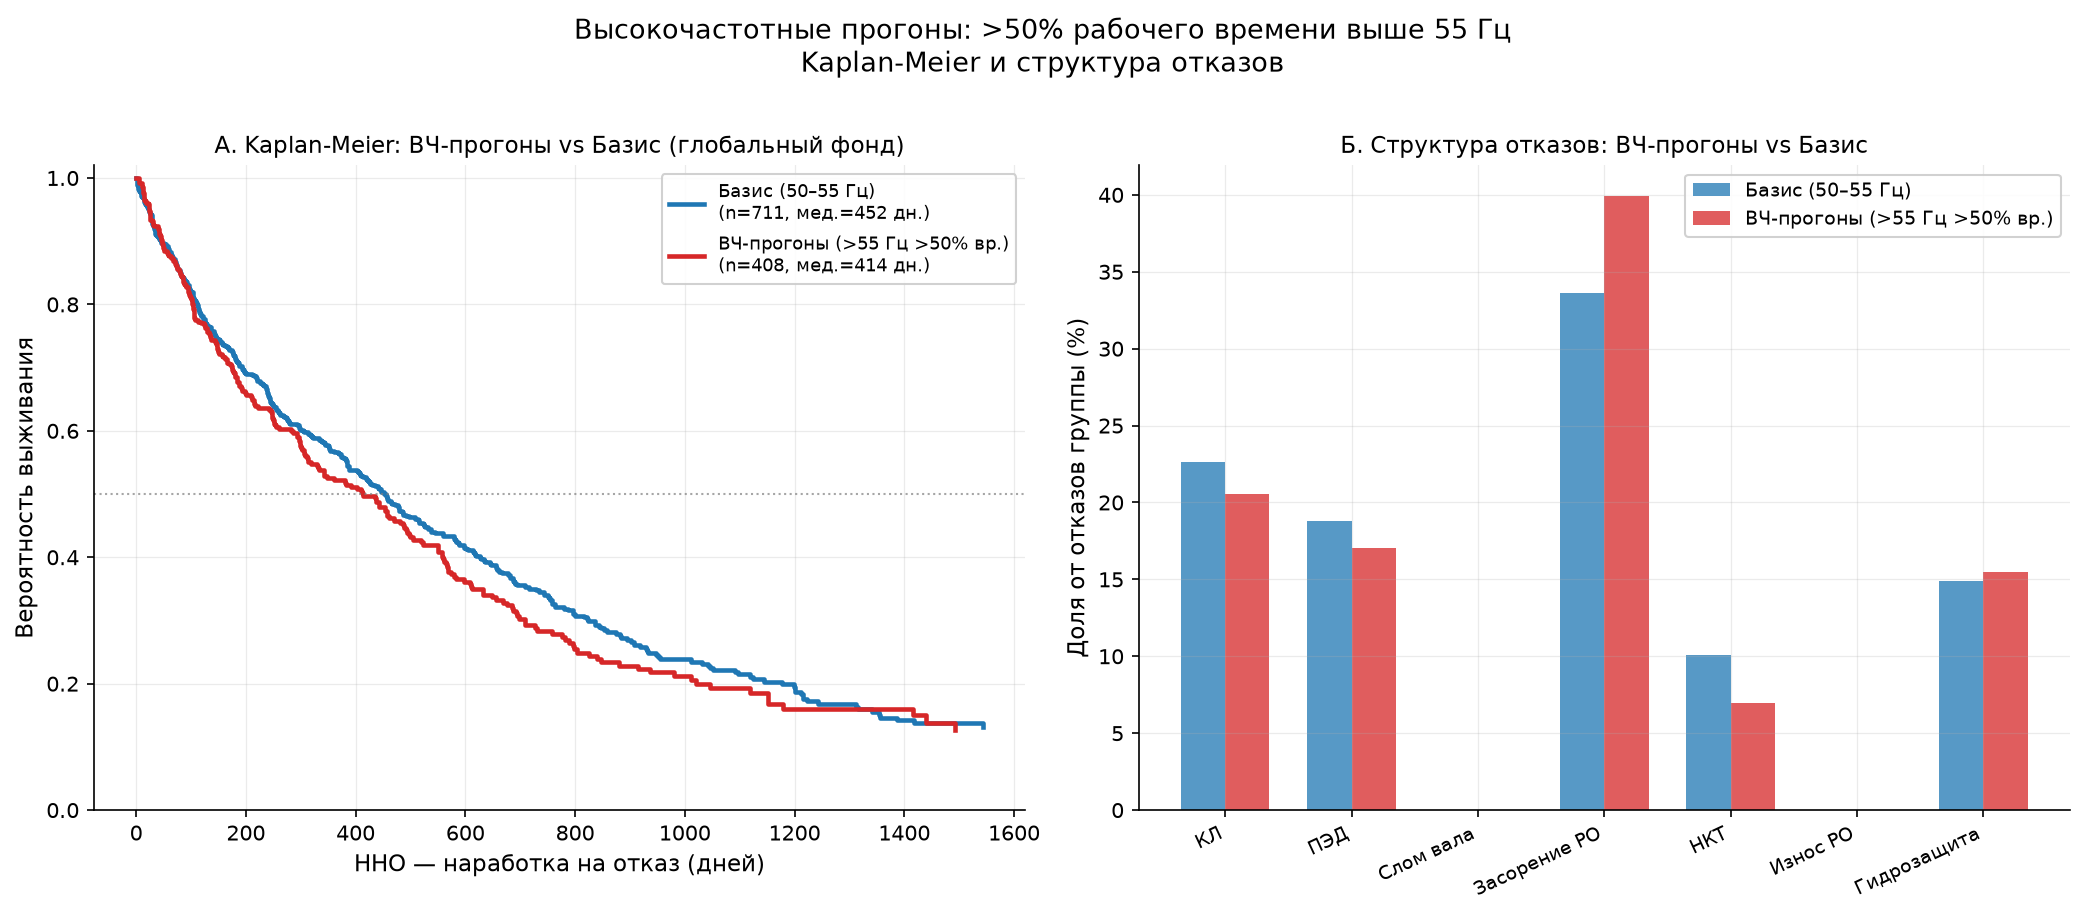 Высокочастотные прогоны: >50% рабочего времени выше 55 Гц
Kaplan-Meier и структура отказов
А. Kaplan-Meier: ВЧ-прогоны vs Базис (глобальный фонд)
Вероятность выживания
1.0
0.8
0.6
0.4
0.2
0.0
Базис (50–55 Гц)
(n=711, мед.=452 дн.)
ВЧ-прогоны (>55 Гц >50% вр.)
(n=408, мед.=414 дн.)
0
200
400
600
800
1000
1200
1400
1600
ННО — наработка на отказ (дней)
Б. Структура отказов: ВЧ-прогоны vs Базис
Доля от отказов группы (%)
40
35
30
25
20
15
10
5
0
Базис (50–55 Гц)
ВЧ-прогоны (>55 Гц >50% вр.)
КЛ
ПЭД
Слом вала
Засорение РО
НКТ
Износ РО
Гидрозащита